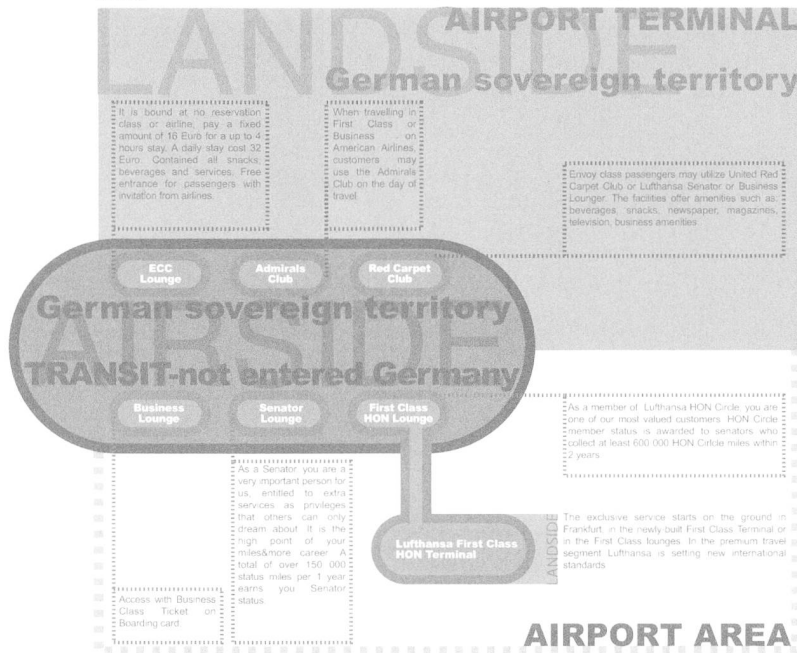 LANDSIDE
AIRPORT TERMINAL
German sovereign territory
It is bound at no reservation
class or airline, pay a fixed
amount of 16 Euro for a up to 4
hours stay. A daily stay cost 32
Euro. Contained all snacks,
beverages and services. Free
entrance for passengers with
invitation from airlines.
When travelling in
First Class or
Business on
American Airlines,
customers may
use the Admirals
Club on the day of
travel.
Envoy class passengers may utilize United Red
Carpet Club or Lufthansa Senator or Business
Lounger. The facilities offer amenities such as:
beverages, snacks, newspaper, magazines,
television, business amenities
ECC
Lounge
Admirals
Club
Red Carpet
Club
German sovereign territory
AIRSIDE
TRANSIT-not entered Germany
Business
Lounge
Senator
Lounge
First Class
HON Lounge
As a member of Lufthansa HON Circle you are
one of our most valued customers. HON Circle
member status is awarded to senators who
collect at least 600 000 HON Circle miles within
2 years.
As a Senator, you are a
very important person for
us, entitled to extra
services as privileges
that others can only
dream about. It is the
high point of your
miles&more career. A
total of over 150 000
status miles per 1 year
earns you Senator
status.
Lufthansa First Class
HON Terminal
LANDSIDE
The exclusive service starts on the ground in
Frankfurt, in the newly-built First Class Terminal or
in the First Class lounges. In the premium travel
segment Lufthansa is setting new international
standards
Access with Business
Class Ticket on
Boarding card
AIRPORT AREA